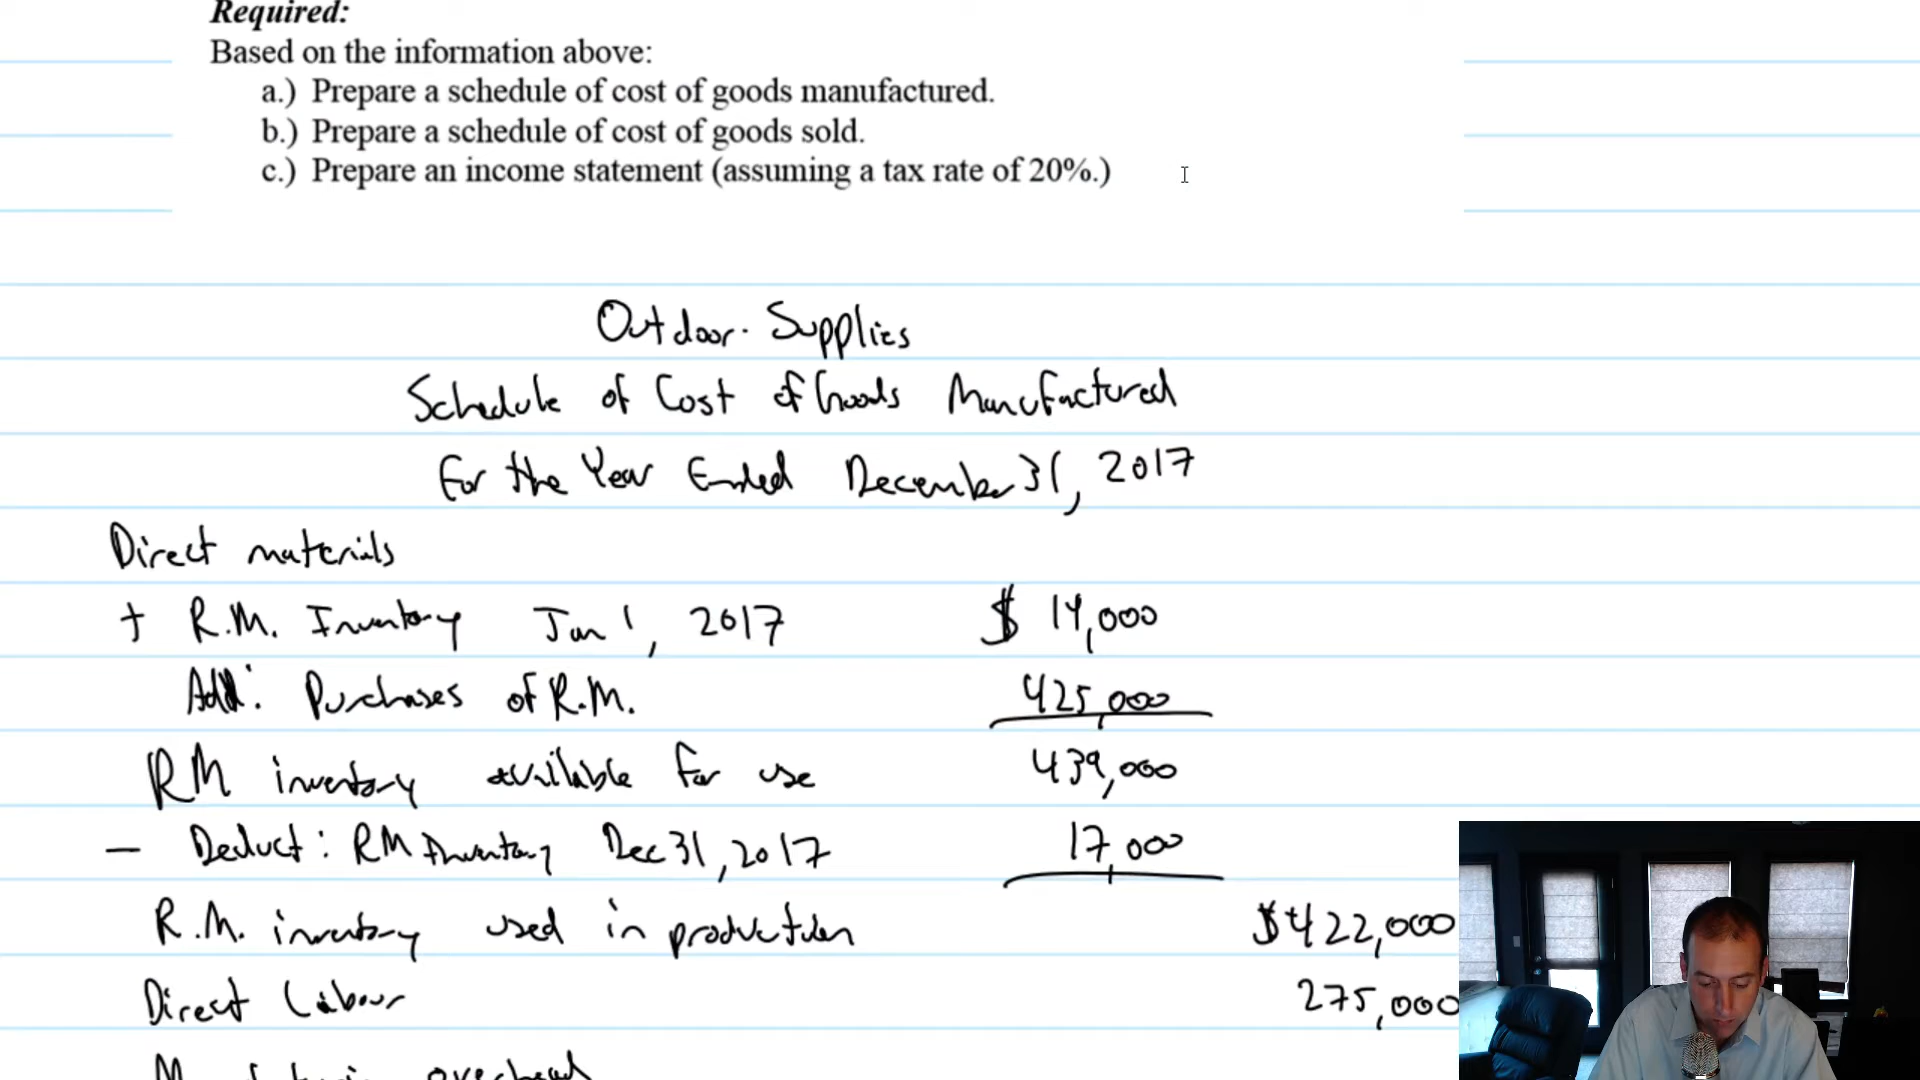 Required:
Based on the information above:
a.) Prepare a schedule of cost of goods manufactured.
b.) Prepare a schedule of cost of goods sold.
c.) Prepare an income statement (assuming a tax rate of 20%.)
Outdoor Supplies
Schedule of Cost of Goods Manufactured
For the Year Ended December 31, 2017
Direct materials
+ R.M. Inventory Jan 1, 2017 $ 14,000
Add: Purchases of R.M. 425,000
RM inventory available for use 439,000
— Deduct: RM Inventory Dec 31, 2017 17,000
R.M. inventory used in production $422,000
Direct Labour 275,000
overhead